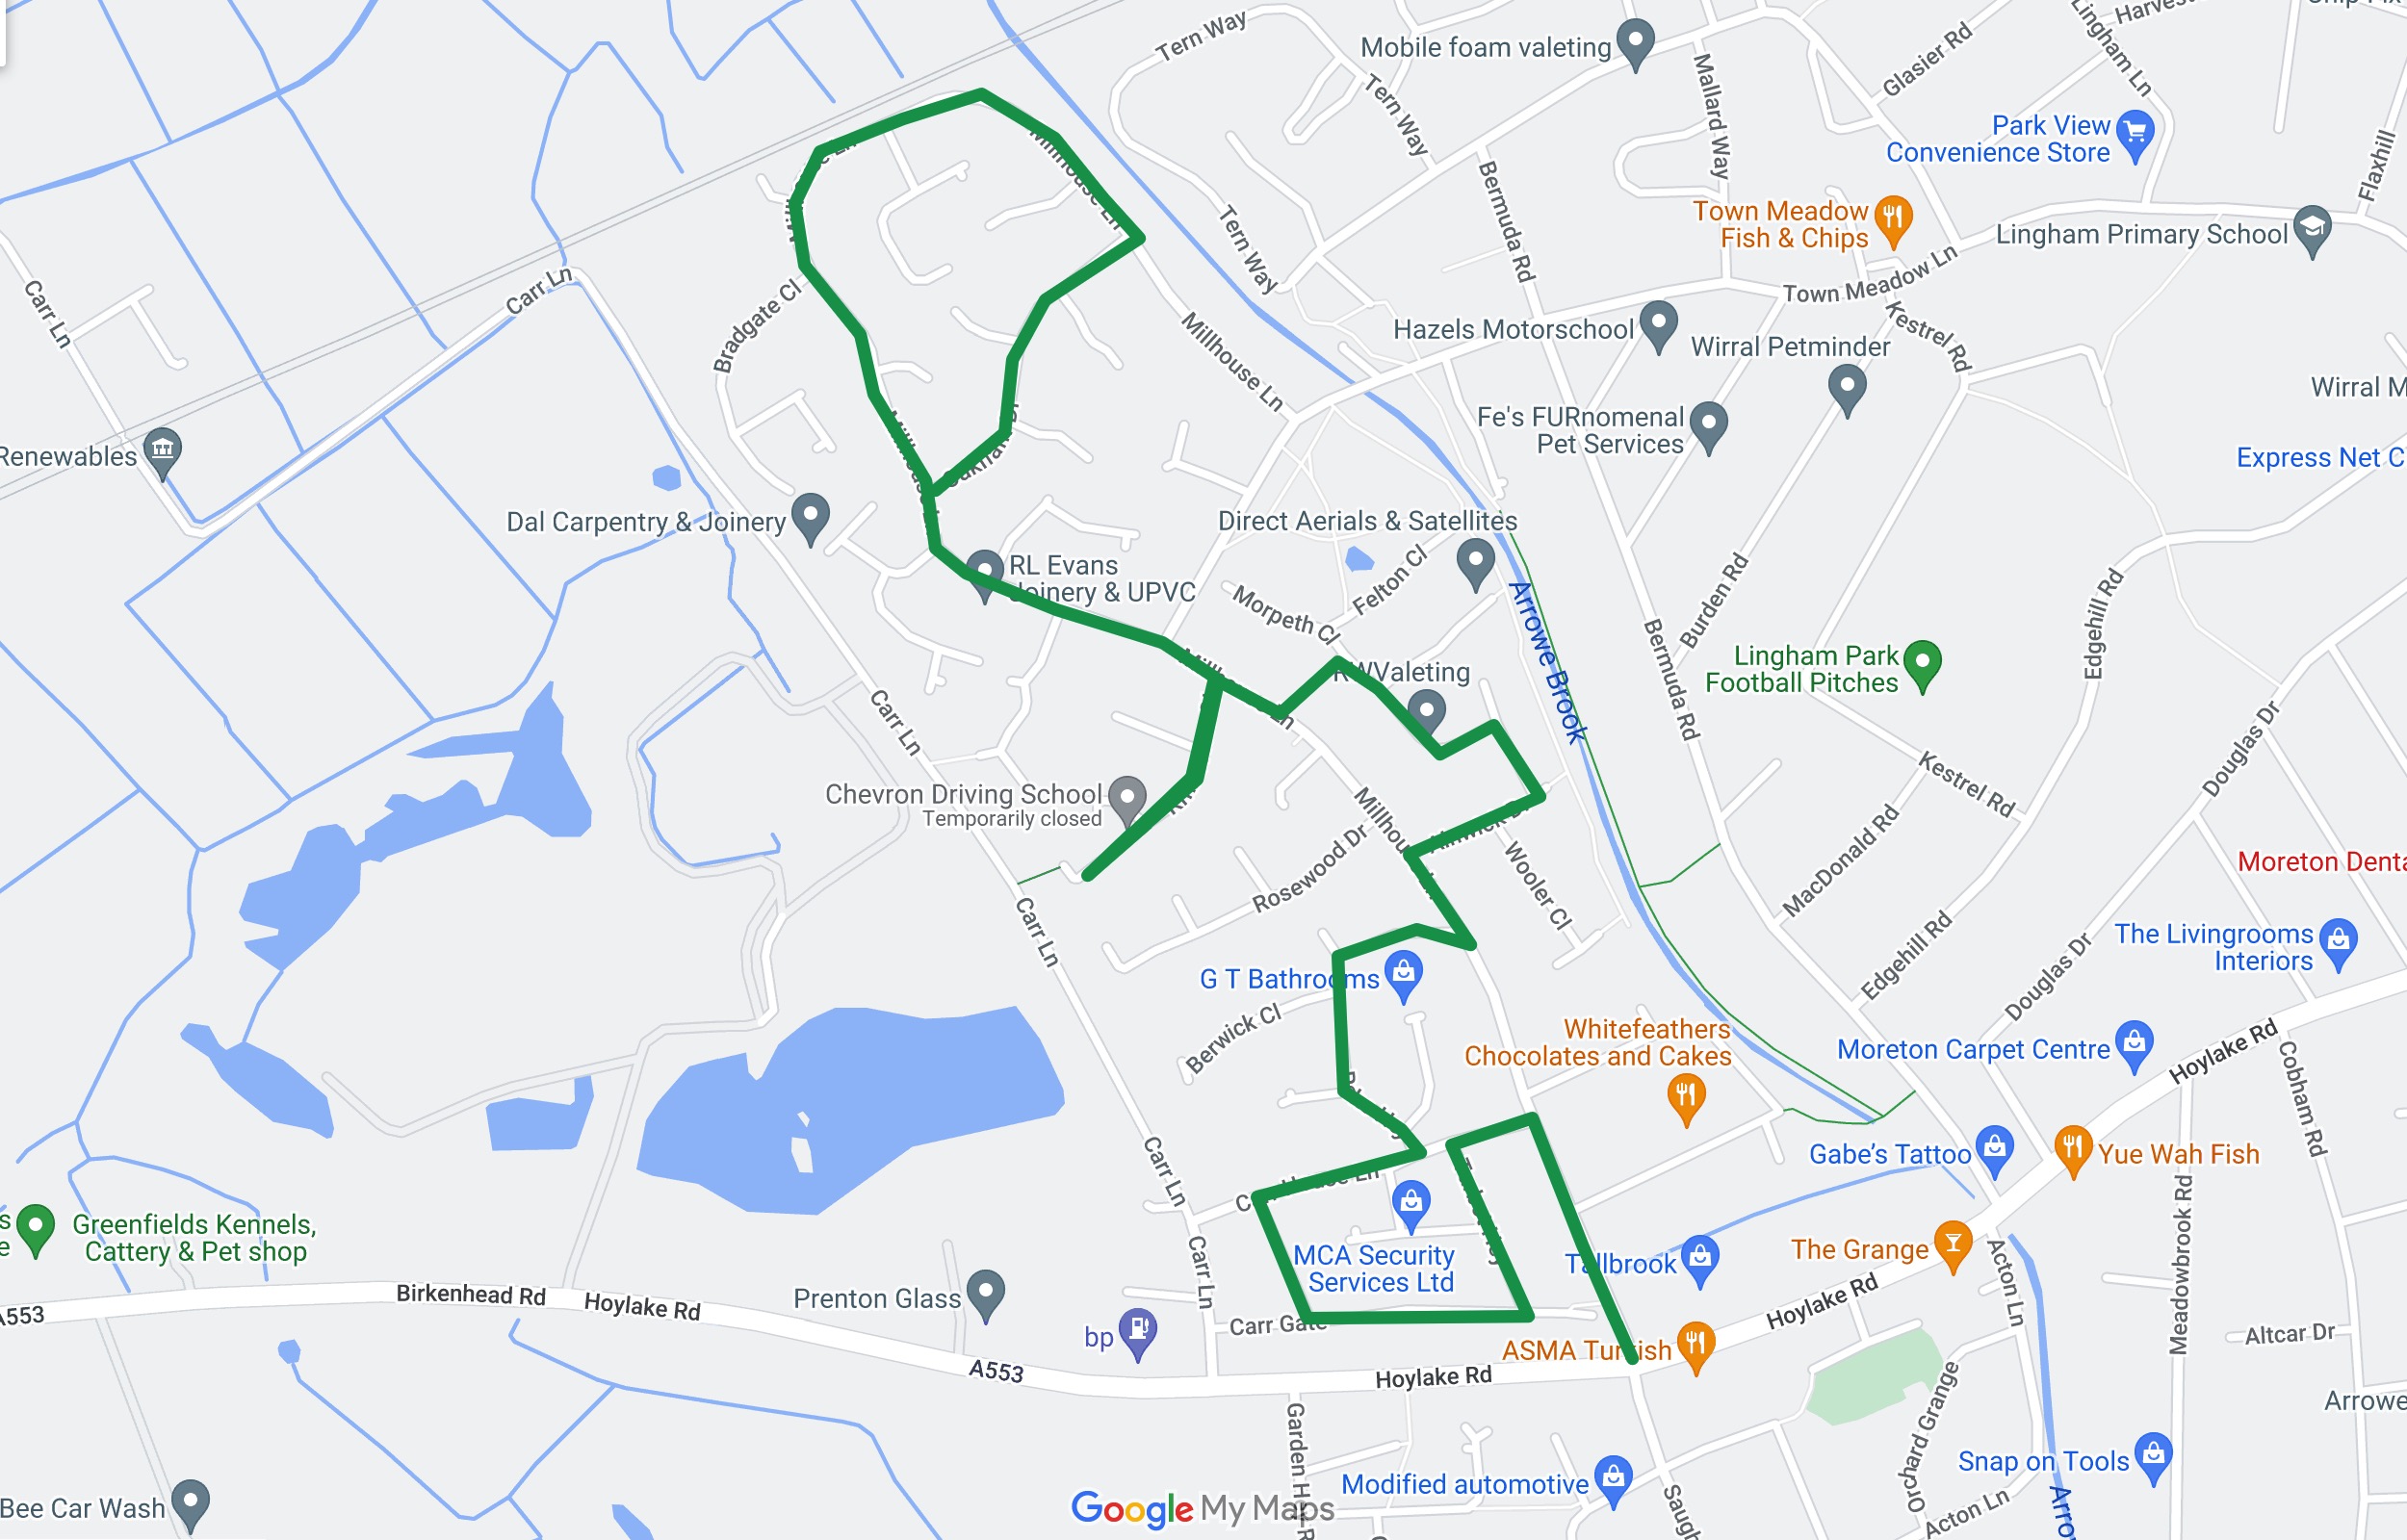 Harvest
Tern Way
Mobile foam valeting
Glasier Rd
Lingham Ln
Mallard Way
Tern Way
Park View
Convenience Store
Flaxhill
Millhouse Ln
Bermuda Rd
Town Meadow
Fish & Chips
Lingham Primary School
Tern Way
Town Meadow Ln
Carr Ln
Carr Ln
Bradgate Cl
Millhouse Ln
Hazels Motorschool
Kestrel Rd
Wirral Petminder
Wirral M
Fe's FURnomenal
Pet Services
Renewables
Express Net C
Dal Carpentry & Joinery
Direct Aerials & Satellites
RL Evans
Joinery & UPVC
Morpeth Cl
Felton Cl
Arrowe Brook
Burden Rd
Edgehill Rd
Bermuda Rd
Lingham Park
Football Pitches
Valeting
Carr Ln
Douglas Dr
Kestrel Rd
Chevron Driving School
Temporarily closed
Rosewood Dr
Wooler Cl
MacDonald Rd
Moreton Denta
Carr Ln
Edgehill Rd
Douglas Dr
The Livingrooms
Interiors
G T Bathrooms
Berwick Cl
Whitefeathers
Chocolates and Cakes
Moreton Carpet Centre
Hoylake Rd
Cobham Rd
Carr Ln
Gabe’s Tattoo
Yue Wah Fish
Greenfields Kennels,
Cattery & Pet shop
MCA Security
Services Ltd
Tallbrook
The Grange
Meadowbrook Rd
Carr Ln
Acton Ln
A553
Birkenhead Rd
Hoylake Rd
Prenton Glass
bp
Carr Gate
Hoylake Rd
ASMA Turkish
Altcar Dr
A553
Hoylake Rd
Orchard Grange
Arrowe
Modified automotive
Snap on Tools
Bee Car Wash
Google My Maps
Saugh
Acton Ln
Arro